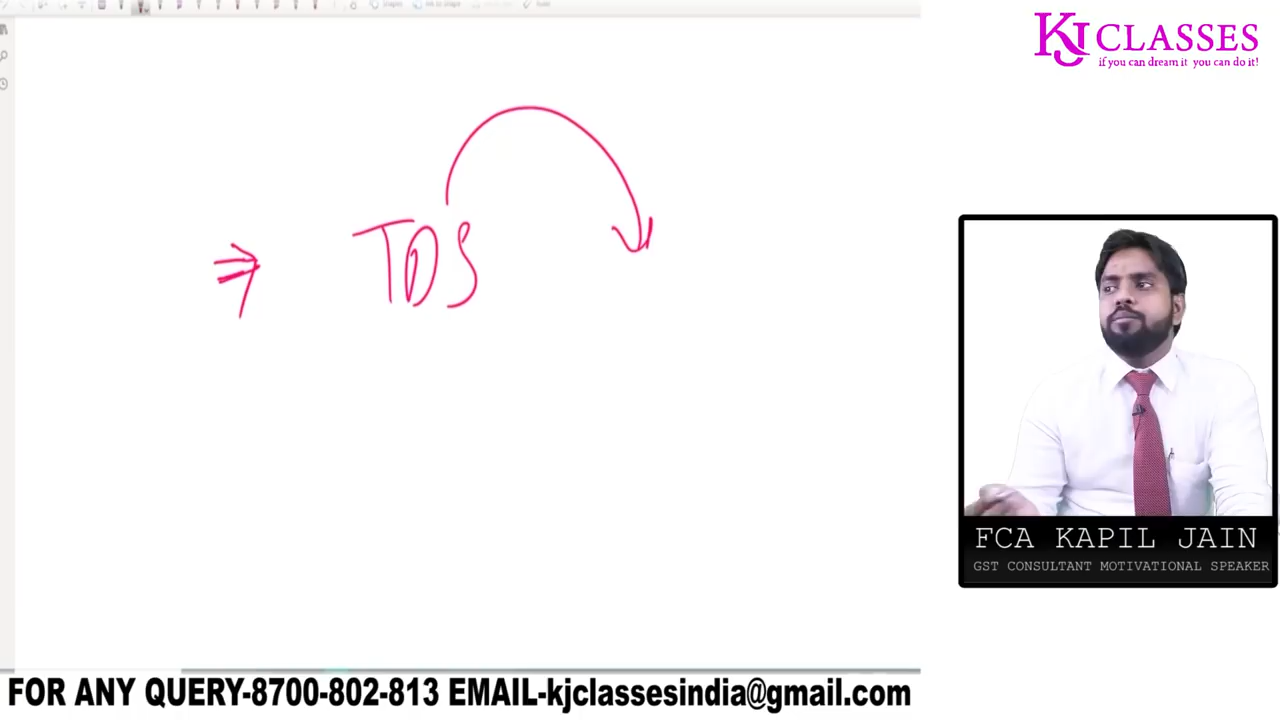 KJ CLASSES
if you can dream it you can do it!
⇒ TDS
FCA KAPIL JAIN
GST CONSULTANT MOTIVATIONAL SPEAKER
FOR ANY QUERY-8700-802-813 EMAIL-kjclassesindia@gmail.com